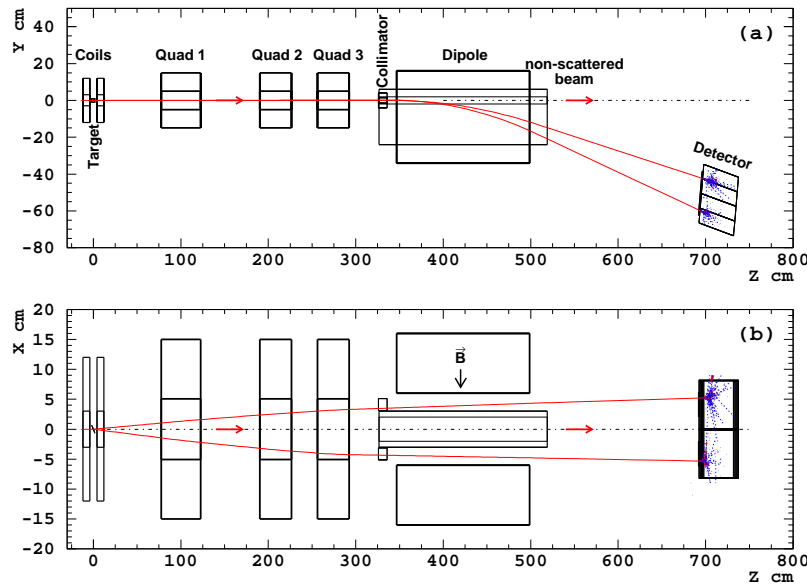 Y cm
40
20
0
-20
-40
-60
-80
(a)
Coils
Quad 1
Quad 2
Quad 3
Collimator
Dipole
non-scattered
beam
Target
Detector
0
100
200
300
400
500
600
700
800
Z cm
X cm
20
15
10
5
0
-5
-10
-15
-20
(b)
B
0
100
200
300
400
500
600
700
800
Z cm